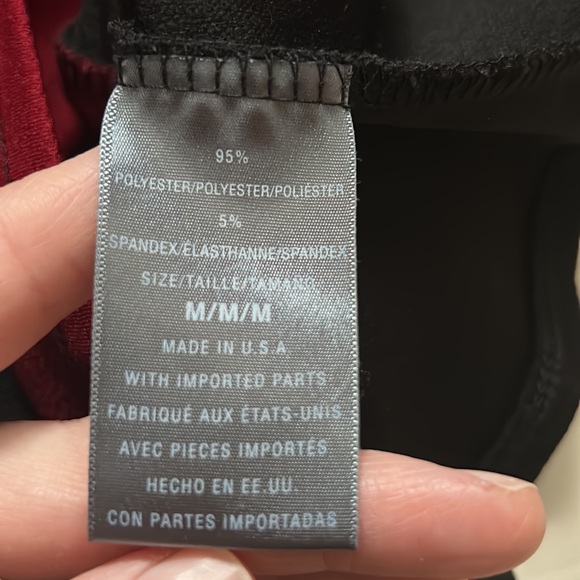 95%
POLYESTER/POLYESTER/POLIÉSTER
5%
SPANDEX/ÉLASTHANNE/SPANDEX
SIZE/TAILLE/TAMANO
M/M/M
MADE IN U.S.A
WITH IMPORTED PARTS
FABRIQUÉ AUX ÉTATS-UNIS
AVEC PIECES IMPORTÉS
HECHO EN EE.UU.
CON PARTES IMPORTADAS